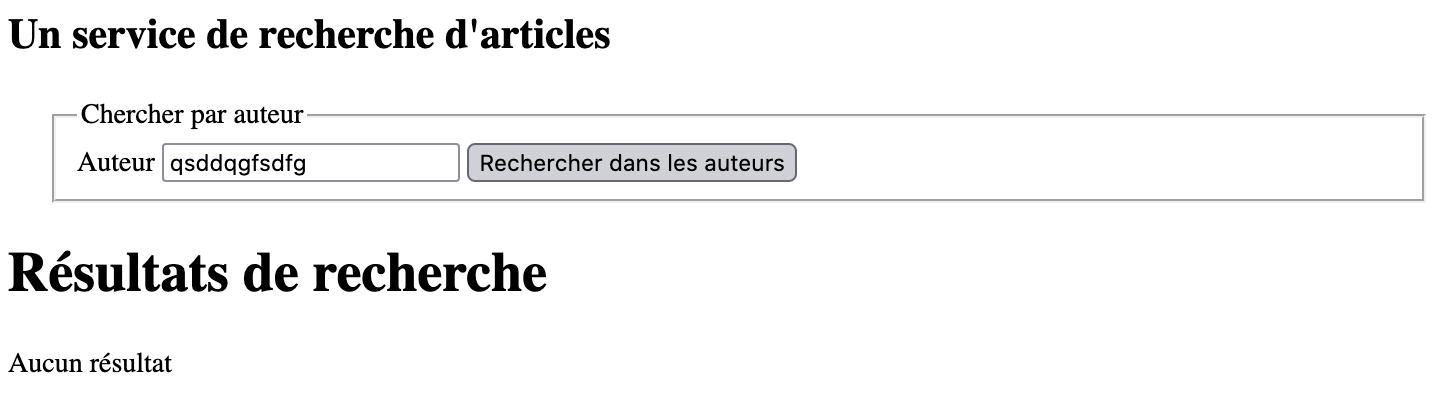 Un service de recherche d'articles
Chercher par auteur
Auteur qsddqgfsdfg Rechercher dans les auteurs
Résultats de recherche
Aucun résultat